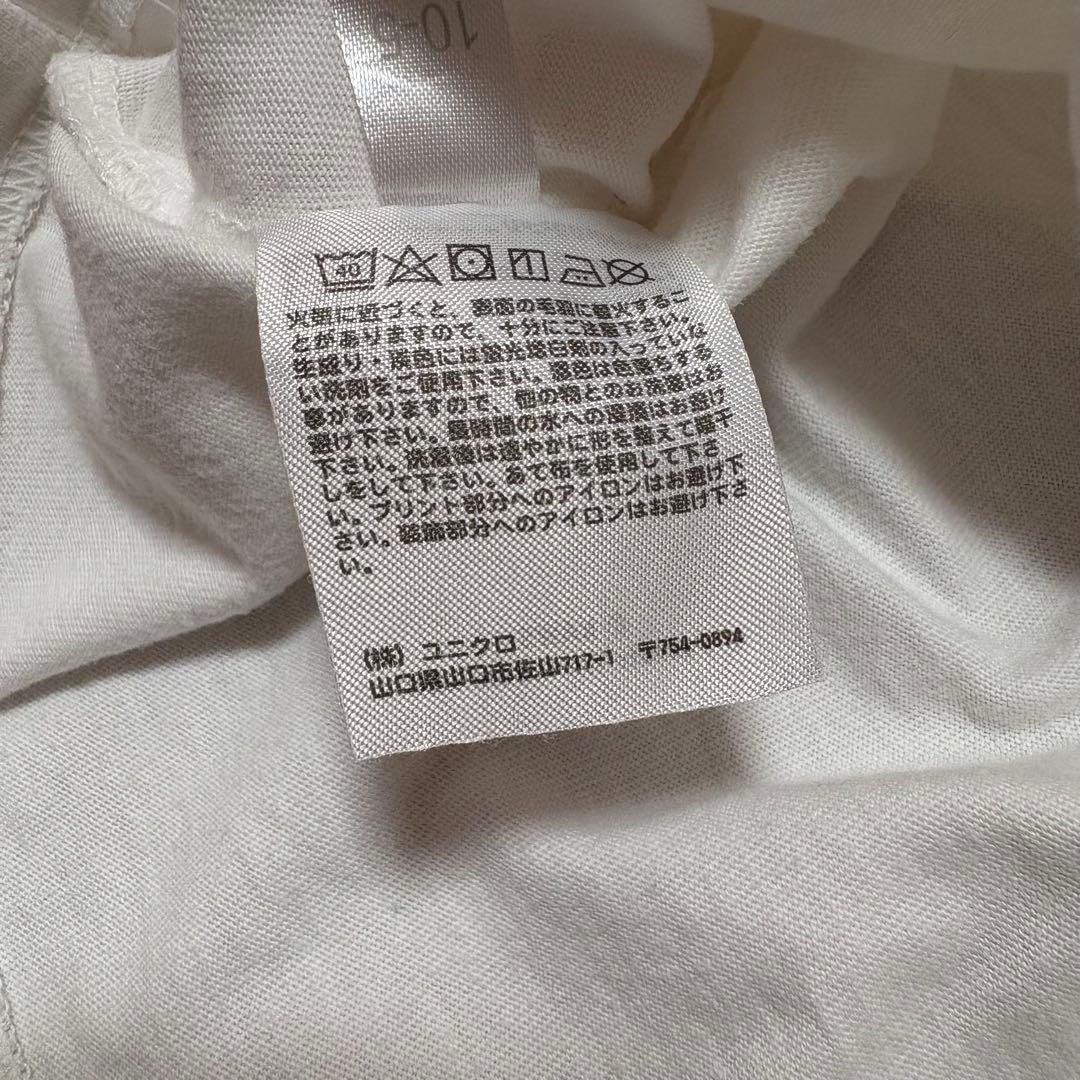 10-5
40
火気に近づくと、表面の毛羽に着火するこ
とがありますので、十分にご注意下さい。
生成り・淡色には蛍光増白剤の入っていな
い洗剤をご使用下さい。濃色は色落ちする
事がありますので、他の物とのお洗濯はお
避け下さい。長時間の水への浸漬はお避け
下さい。洗濯後は速やかに形を整えて陰干
しをして下さい。あて布を使用して下さ
い。プリント部分へのアイロンはお避け下
さい。装飾部分へのアイロンはお避け下さ
い。
(株) ユニクロ
山口県山口市佐山717-1 〒754-0894